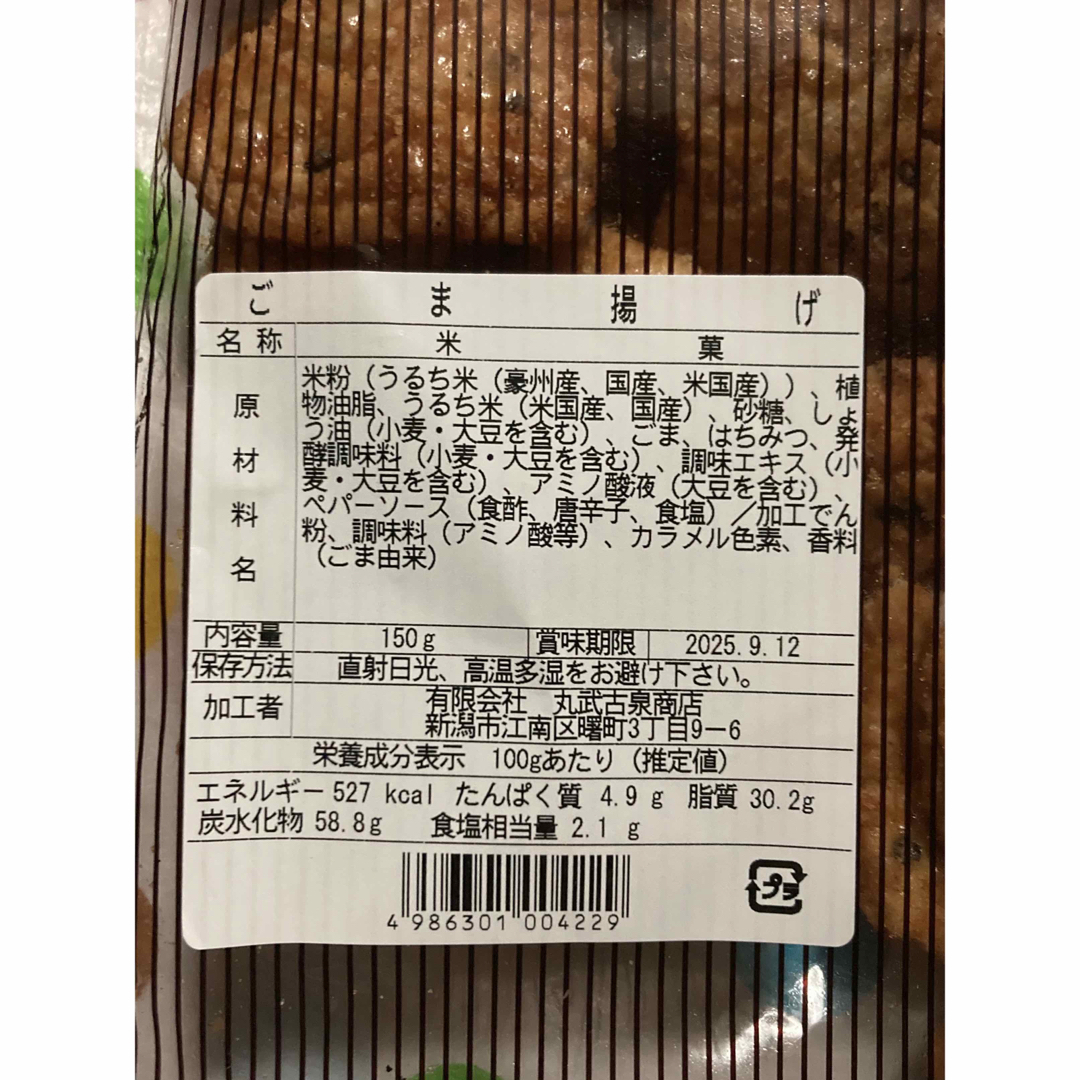 ごま揚げ
名称 米菓
原材料名
米粉（うるち米（豪州産、国産、米国産））、植
物油脂、うるち米（米国産、国産）、砂糖、しょ
う油（小麦・大豆を含む）、ごま、はちみつ、発
酵調味料（小麦・大豆を含む）、調味エキス（小
麦・大豆を含む）、アミノ酸液（大豆を含む）、
ペパーソース（食酢、唐辛子、食塩）／加工でん
粉、調味料（アミノ酸等）、カラメル色素、香料
（ごま由来）
内容量 150g 賞味期限 2025.9.12
保存方法 直射日光、高温多湿をお避け下さい。
加工者 有限会社 丸武古泉商店
新潟市江南区曙町3丁目9-6
栄養成分表示 100gあたり（推定値）
エネルギー 527 kcal たんぱく質 4.9 g 脂質 30.2g
炭水化物 58.8g 食塩相当量 2.1 g
4 986301 004229
プラ